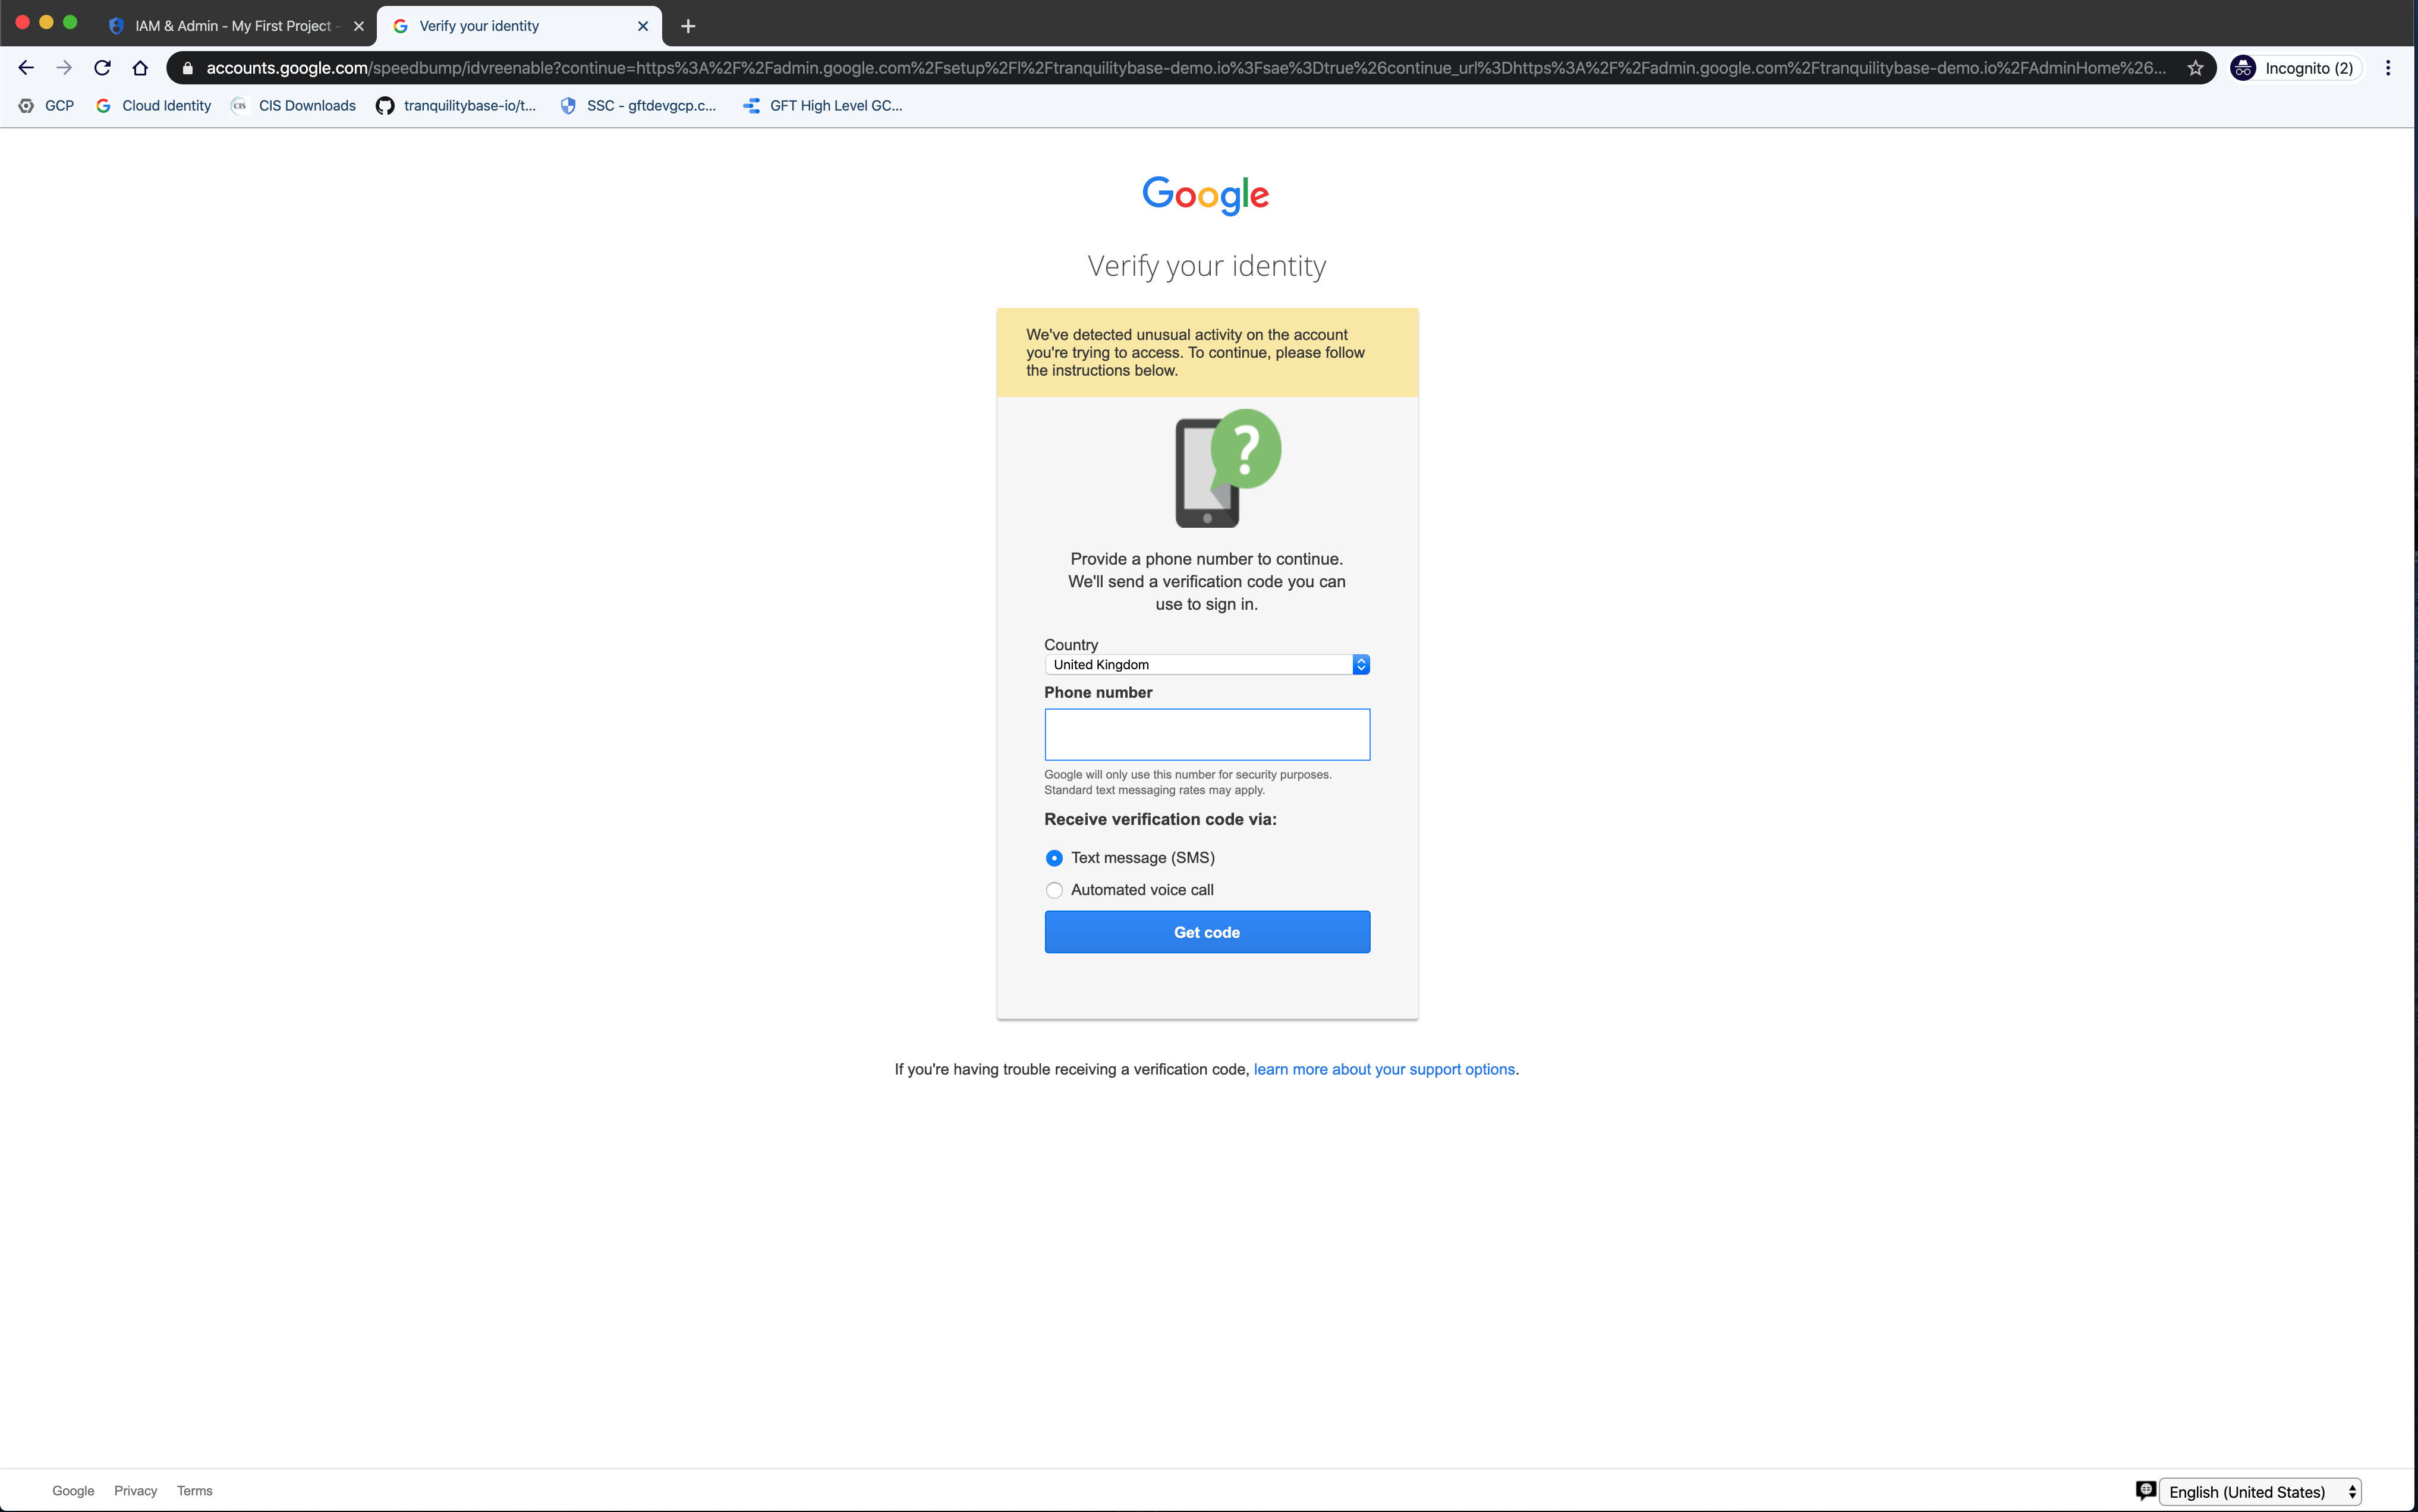 IAM & Admin - My First Project -
Verify your identity
accounts.google.com/speedbump/idvreenable?continue=https%3A%2F%2Fadmin.google.com%2Fsetup%2Fl%2Ftranquilitybase-demo.io%3Fsae%3Dtrue%26continue_url%3Dhttps%3A%2F%2Fadmin.google.com%2Ftranquilitybase-demo.io%2FAdminHome%26...
Incognito (2)
GCP
Cloud Identity
CIS
CIS Downloads
tranquilitybase-io/t...
SSC - gftdevgcp.c...
GFT High Level GC...
Google
Verify your identity
We've detected unusual activity on the account
you're trying to access. To continue, please follow
the instructions below.
?
Provide a phone number to continue.
We'll send a verification code you can
use to sign in.
Country
United Kingdom
Phone number
Google will only use this number for security purposes.
Standard text messaging rates may apply.
Receive verification code via:
Text message (SMS)
Automated voice call
Get code
If you're having trouble receiving a verification code, learn more about your support options.
Google
Privacy
Terms
English (United States)